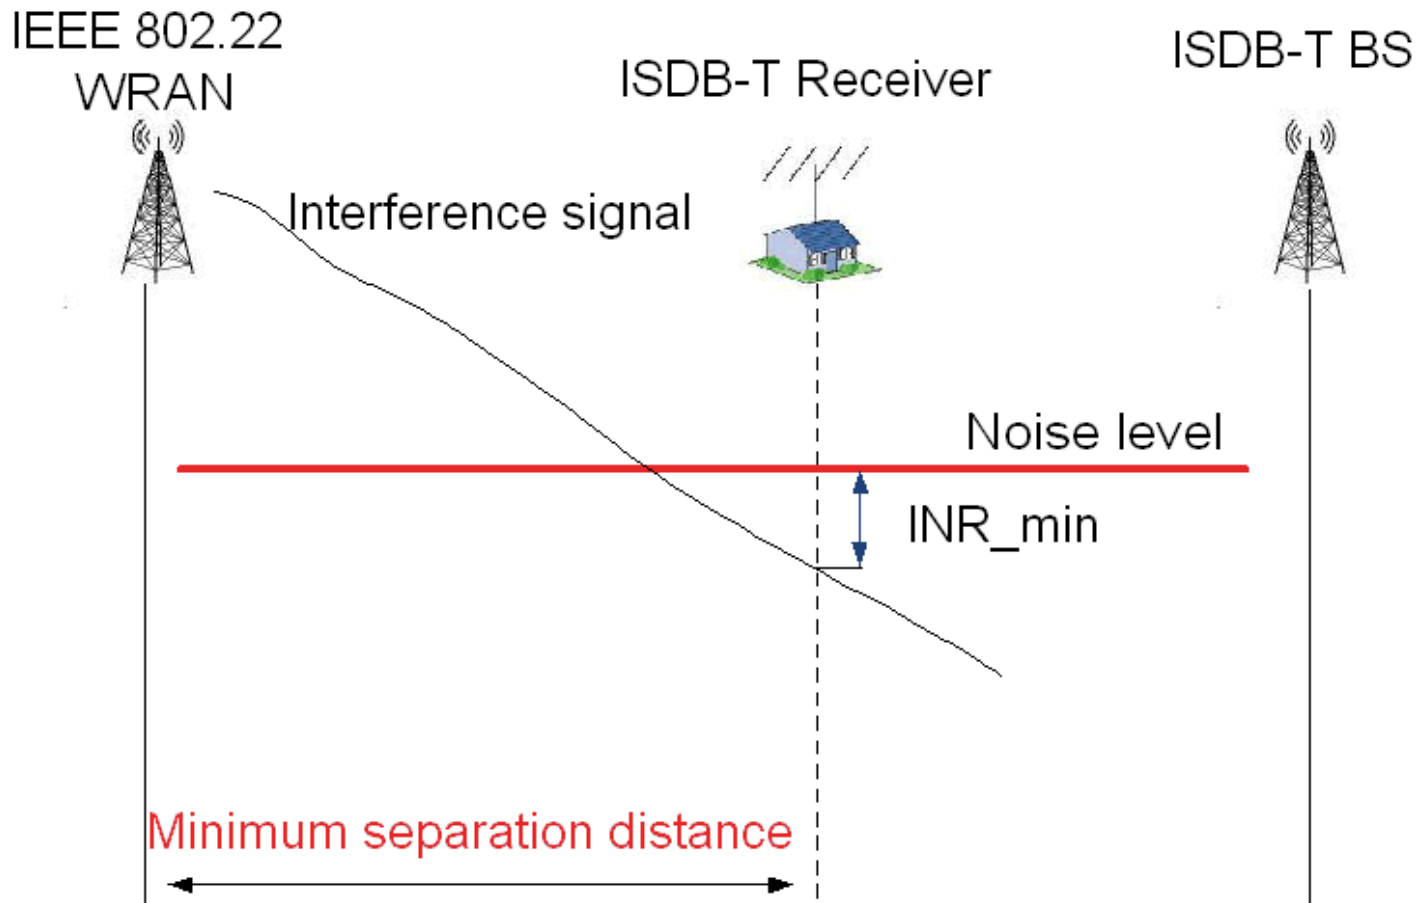 IEEE 802.22
WRAN
ISDB-T Receiver
ISDB-T BS
Interference signal
Noise level
INR_min
Minimum separation distance